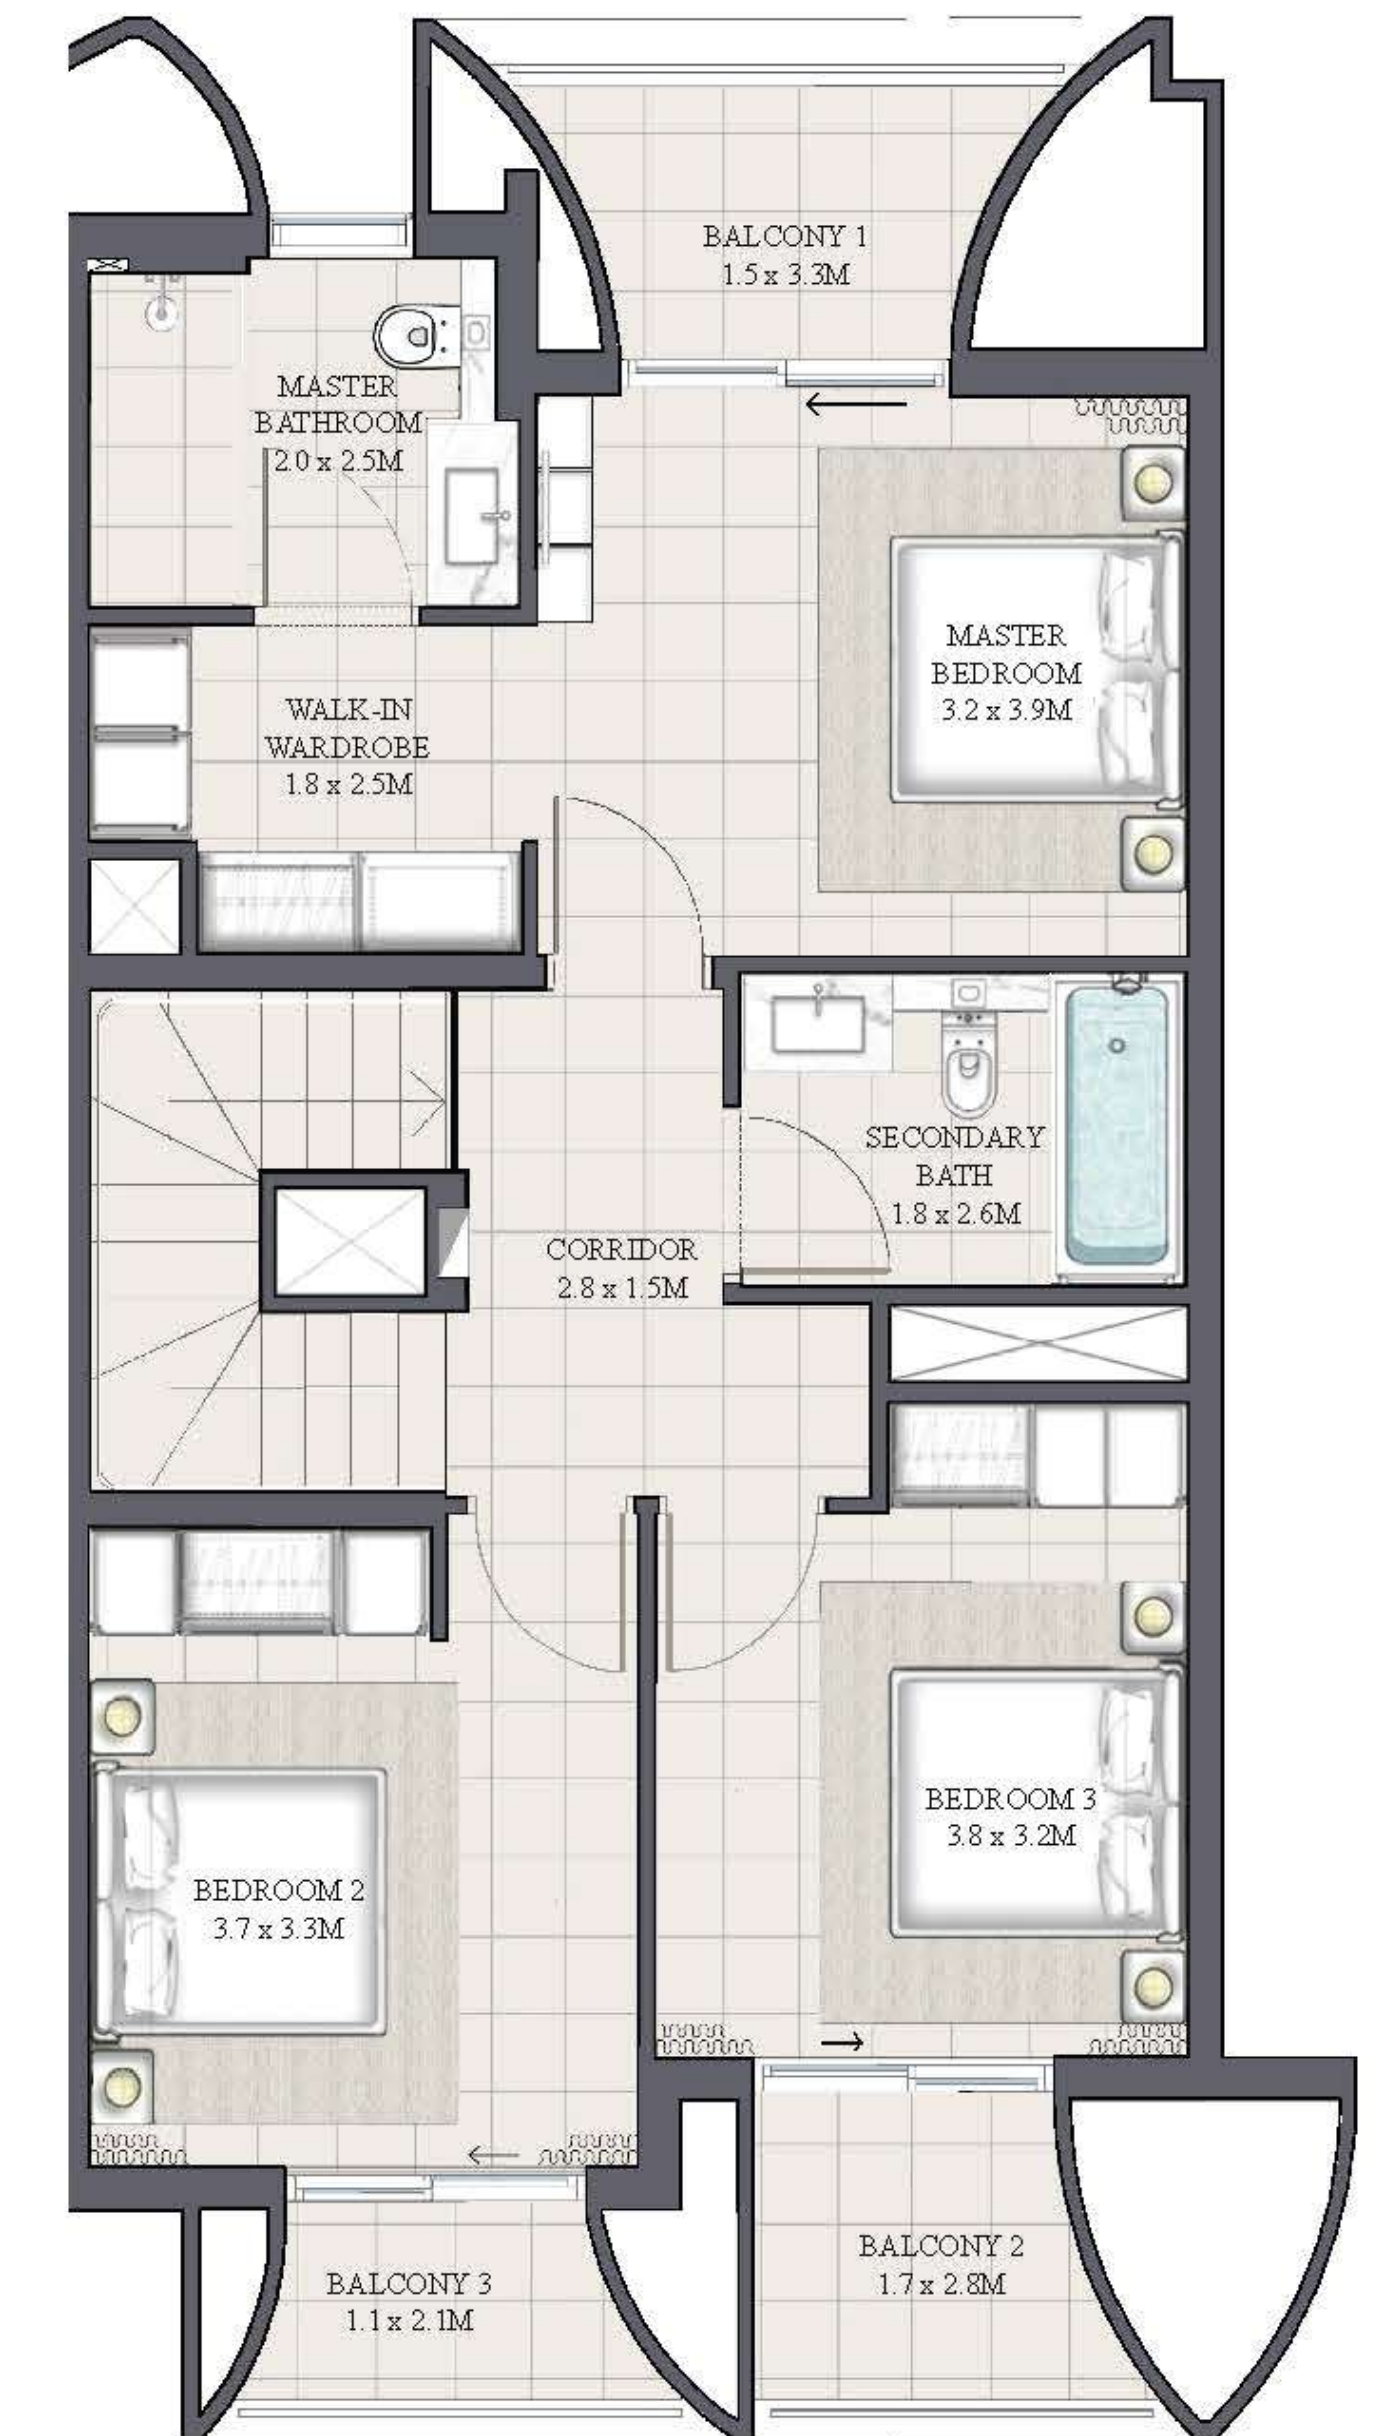 BALCONY 1
1.5 x 3.3M
MASTER
BATHROOM
2.0 x 2.5M
MASTER
BEDROOM
3.2 x 3.9M
WALK-IN
WARDROBE
1.8 x 2.5M
SECONDARY
BATH
1.8 x 2.6M
CORRIDOR
2.8 x 1.5M
BEDROOM 3
3.8 x 3.2M
BEDROOM 2
3.7 x 3.3M
BALCONY 2
1.7 x 2.8M
BALCONY 3
1.1 x 2.1M